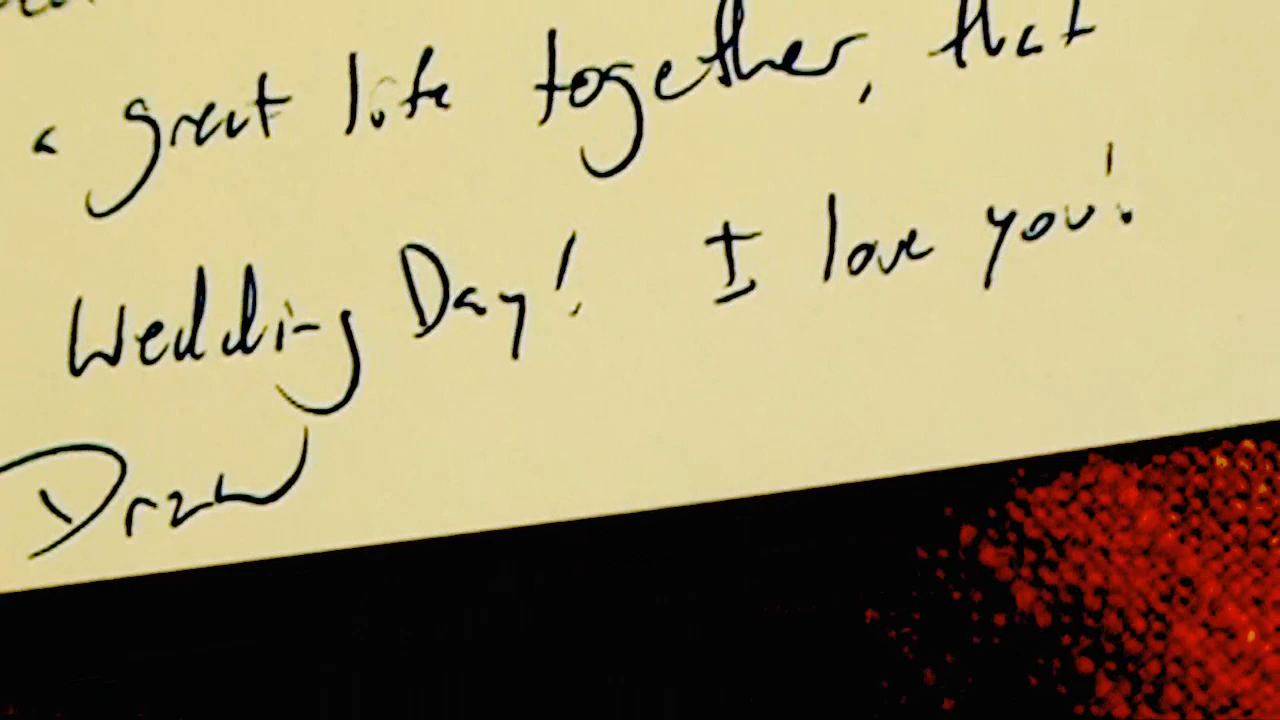 a great life together, that
Wedding Day! I love you!
Drew